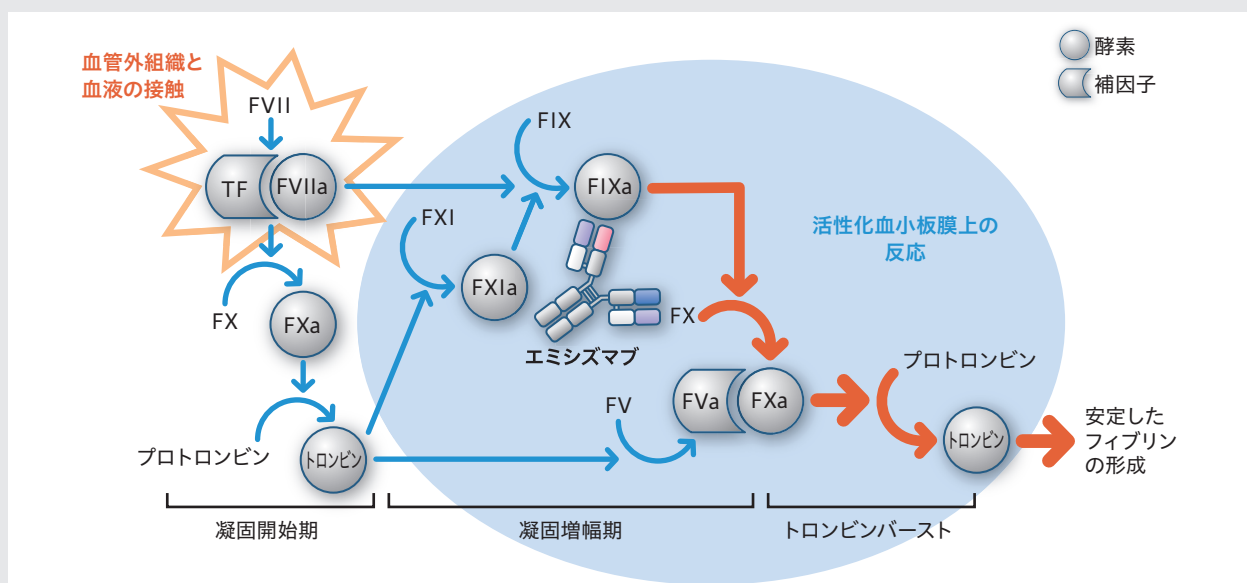 血管外組織と
血液の接触
酵素
補因子
FVII
TF
FVIIa
FIX
FIXa
FXI
FXIa
活性化血小板膜上の
反応
FX
FXa
FX
エミシズマブ
プロトロンビン
トロンビン
FV
FVa
FXa
プロトロンビン
トロンビン
安定した
フィブリン
の形成
凝固開始期
凝固増幅期
トロンビンバースト